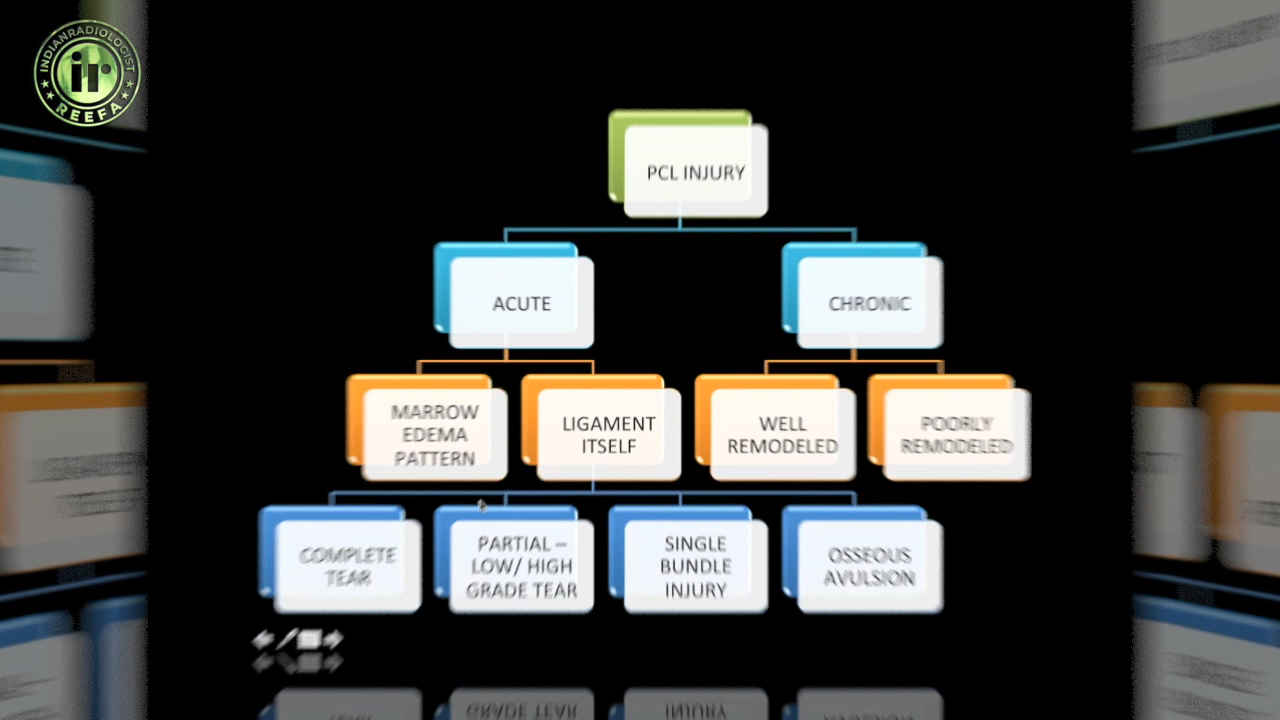 INDIANRADIOLOGIST
ir
REEFA
PCL INJURY
ACUTE
CHRONIC
MARROW
EDEMA
PATTERN
LIGAMENT
ITSELF
WELL
REMODELED
POORLY
REMODELED
COMPLETE
TEAR
PARTIAL –
LOW/ HIGH
GRADE TEAR
SINGLE
BUNDLE
INJURY
OSSEOUS
AVULSION